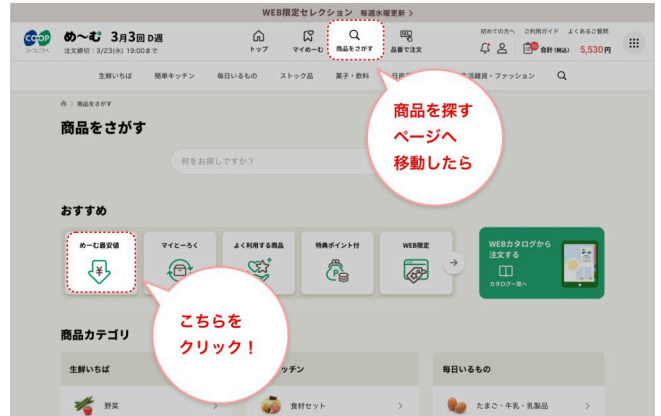 WEB限定セレクション 毎週水曜更新 >
CO・OP
めーむ 3月3回 D週
注文締切：3/23(水) 19:00まで
トップ
マイめーむ
商品をさがす
品番で注文
初めての方へ ご利用ガイド よくあるご質問
合計(税込) 5,530円
生鮮いちば 簡単キッチン 毎日いるもの ストック品 菓子・飲料 雑貨・ファッション
> 商品をさがす
商品をさがす
何をお探しですか？
商品を探す
ページへ
移動したら
おすすめ
めーむ最安値
マイとーろく
よく利用する商品
特典ポイント付
WEB限定
WEBカタログから
注文する
カタログ一覧へ
こちらを
クリック！
商品カテゴリ
生鮮いちば
ッチン
毎日いるもの
野菜 >
食材セット >
たまご・牛乳・乳製品 >